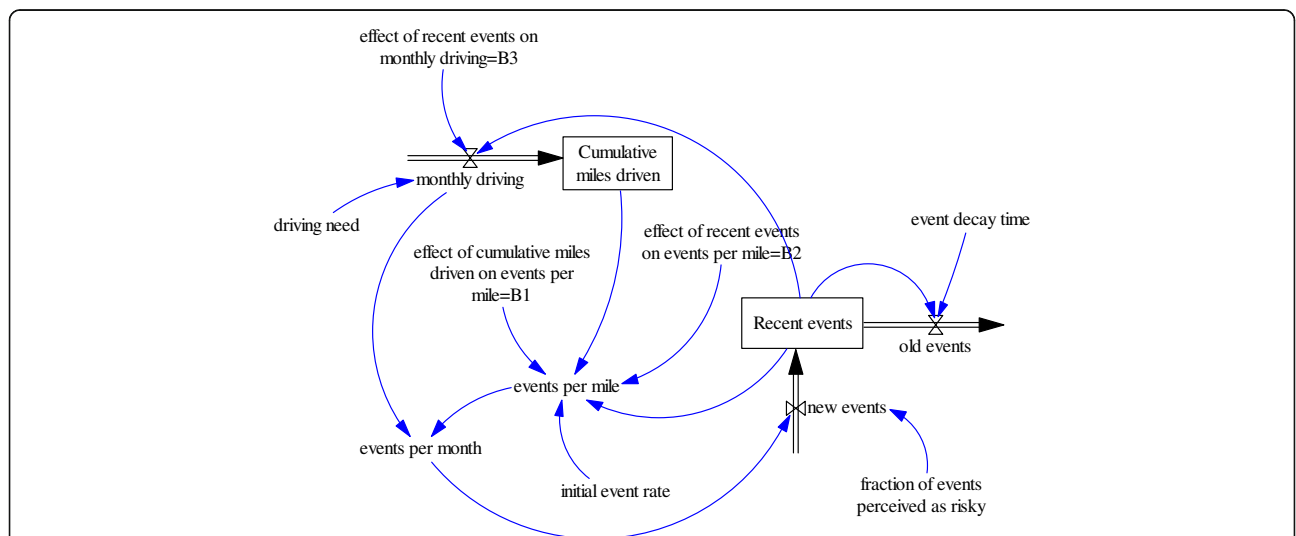 effect of recent events on
monthly driving=B3
Cumulative
miles driven
monthly driving
driving need
effect of cumulative miles
driven on events per
mile=B1
effect of recent events
on events per mile=B2
event decay time
Recent events
old events
events per mile
new events
events per month
initial event rate
fraction of events
perceived as risky